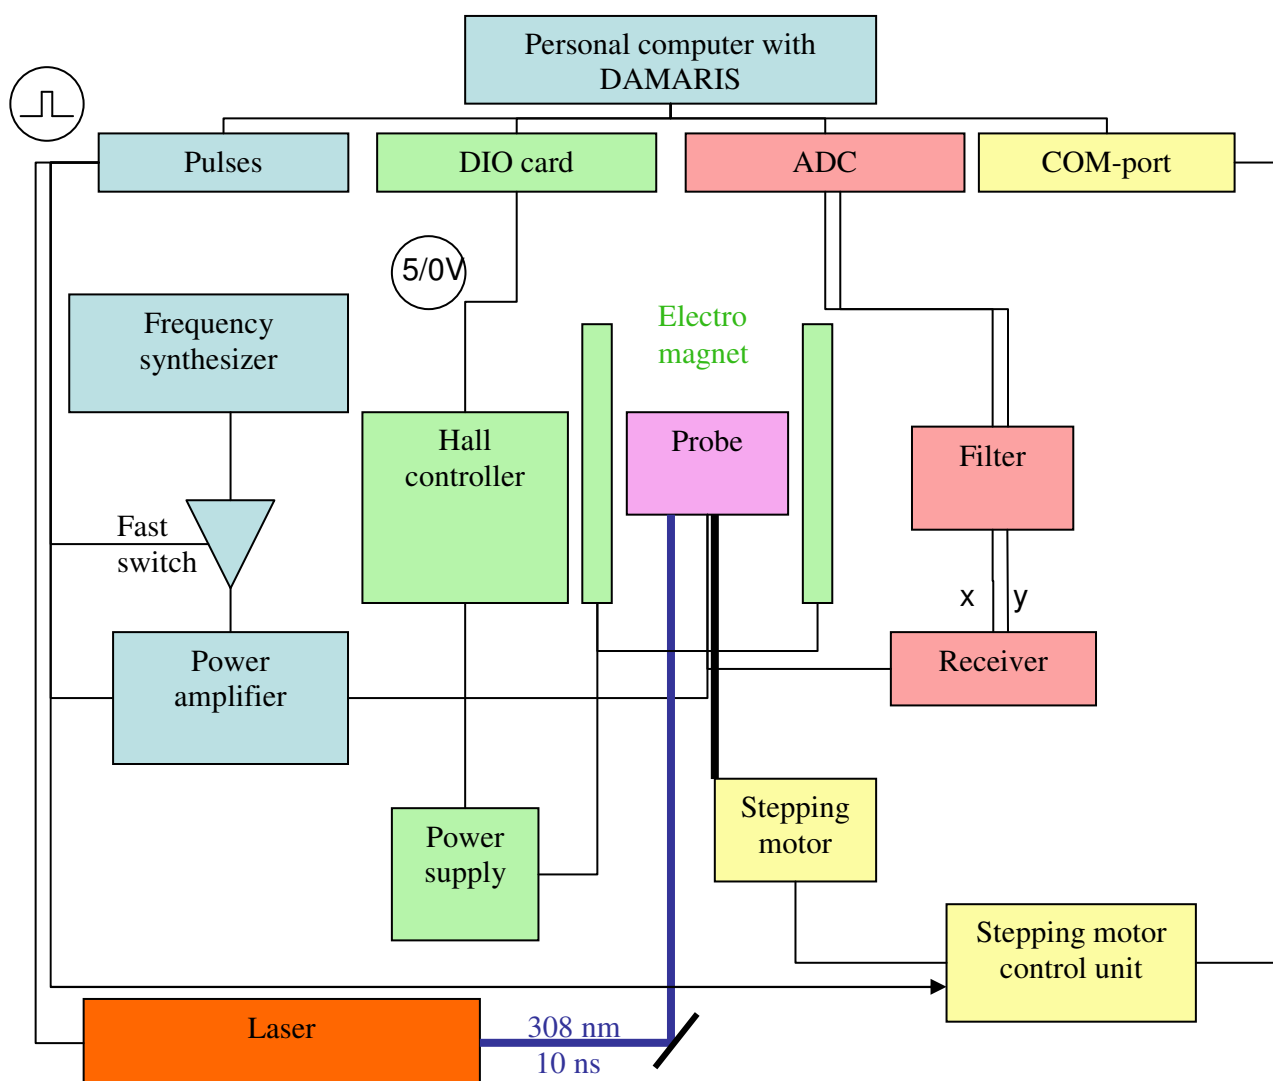 Personal computer with
DAMARIS
Pulses
DIO card
ADC
COM-port
5/0V
Frequency
synthesizer
Electro
magnet
Hall
controller
Probe
Filter
Fast
switch
x
y
Power
amplifier
Receiver
Power
supply
Stepping
motor
Stepping motor
control unit
Laser
308 nm
10 ns